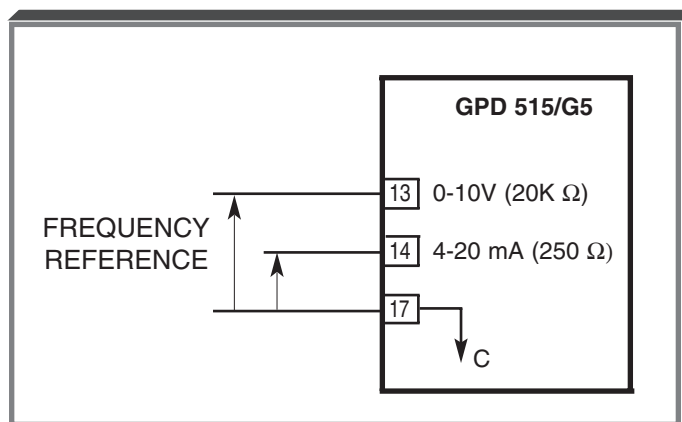 GPD 515/G5
13 0-10V (20K Ω)
FREQUENCY
REFERENCE
14 4-20 mA (250 Ω)
17
C